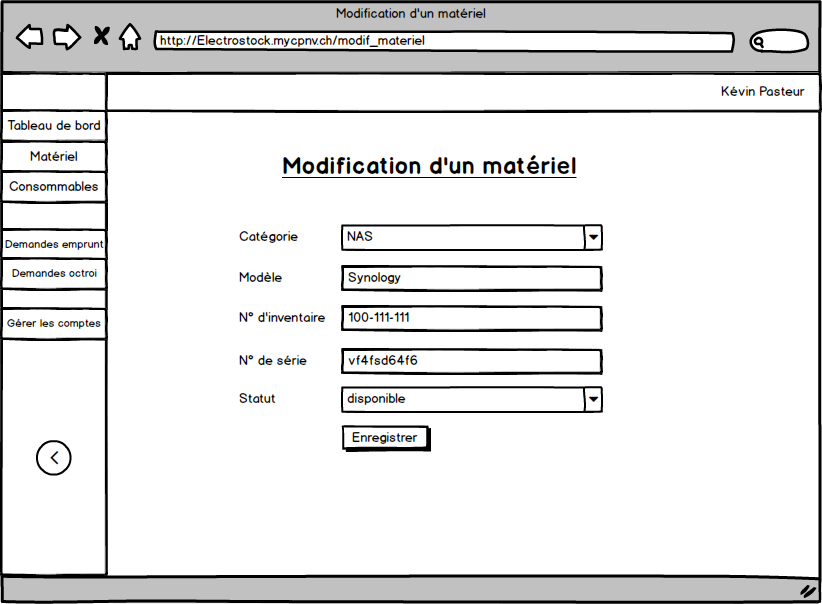 Modification d'un matériel
http://Electrostock.mycpnv.ch/modif_materiel
Kévin Pasteur
Tableau de bord
Matériel
Consommables
Demandes emprunt
Demandes octroi
Gérer les comptes
Modification d'un matériel
Catégorie NAS
Modèle Synology
N° d'inventaire 100-111-111
N° de série vf4fsd64f6
Statut disponible
Enregistrer